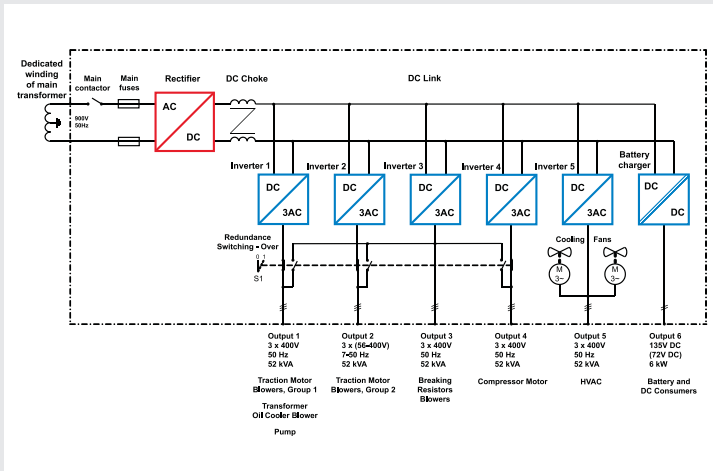 Dedicated
winding
of main
transformer
Main
contactor
Main
fuses
Rectifier
DC Choke
DC Link
900V
50Hz
AC
DC
Inverter 1
Inverter 2
Inverter 3
Inverter 4
Inverter 5
Battery
charger
DC
3AC
DC
3AC
DC
3AC
DC
3AC
DC
3AC
DC
DC
Redundance
Switching - Over
0 1
S1
Cooling Fans
M
3~
M
3~
Output 1
3 x 400V
50 Hz
52 kVA
Traction Motor
Blowers, Group 1
Transformer
Oil Cooler Blower
Pump
Output 2
3 x (56-400V)
7-50 Hz
52 kVA
Traction Motor
Blowers, Group 2
Output 3
3 x 400V
50 Hz
52 kVA
Breaking
Resistors
Blowers
Output 4
3 x 400V
50 Hz
52 kVA
Compressor Motor
Output 5
3 x 400V
50 Hz
52 kVA
HVAC
Output 6
135V DC
(72V DC)
6 kW
Battery and
DC Consumers